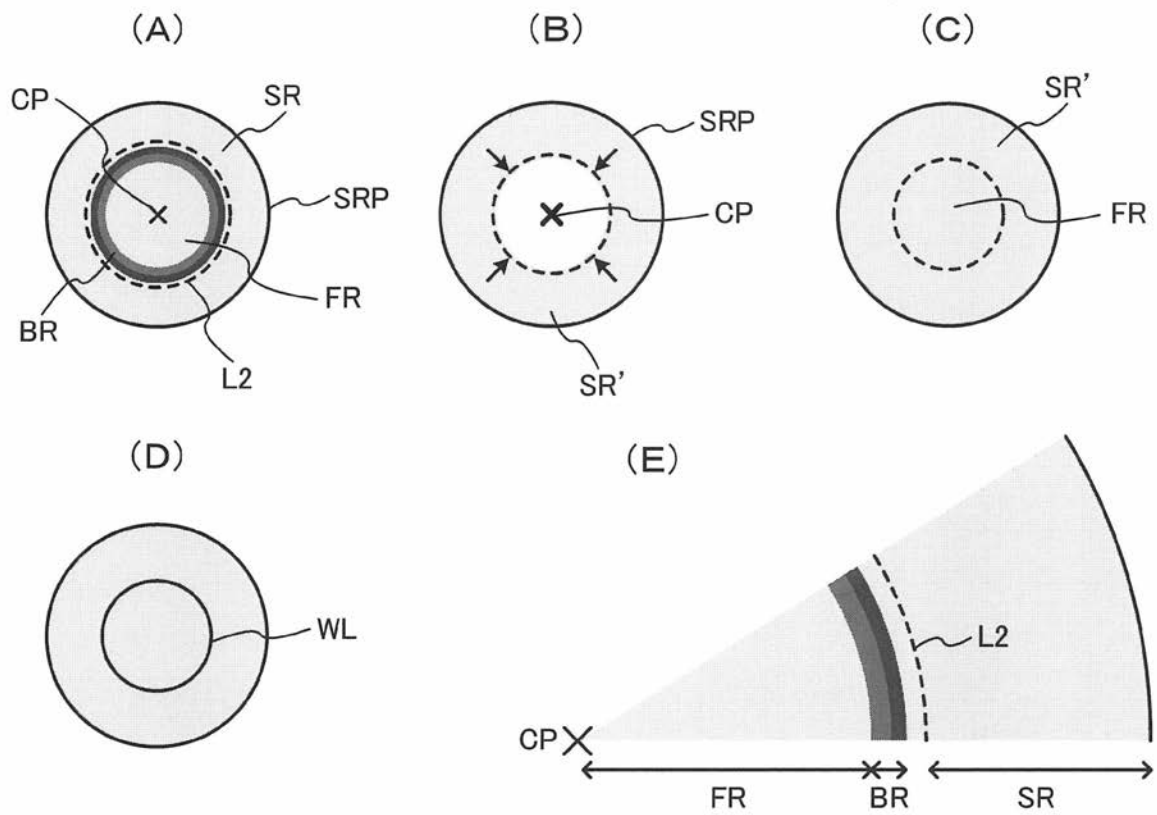 (A)
CP
SR
SRP
BR
FR
L2
(B)
SRP
CP
SR'
(C)
SR'
FR
(D)
WL
(E)
L2
CP
FR BR SR